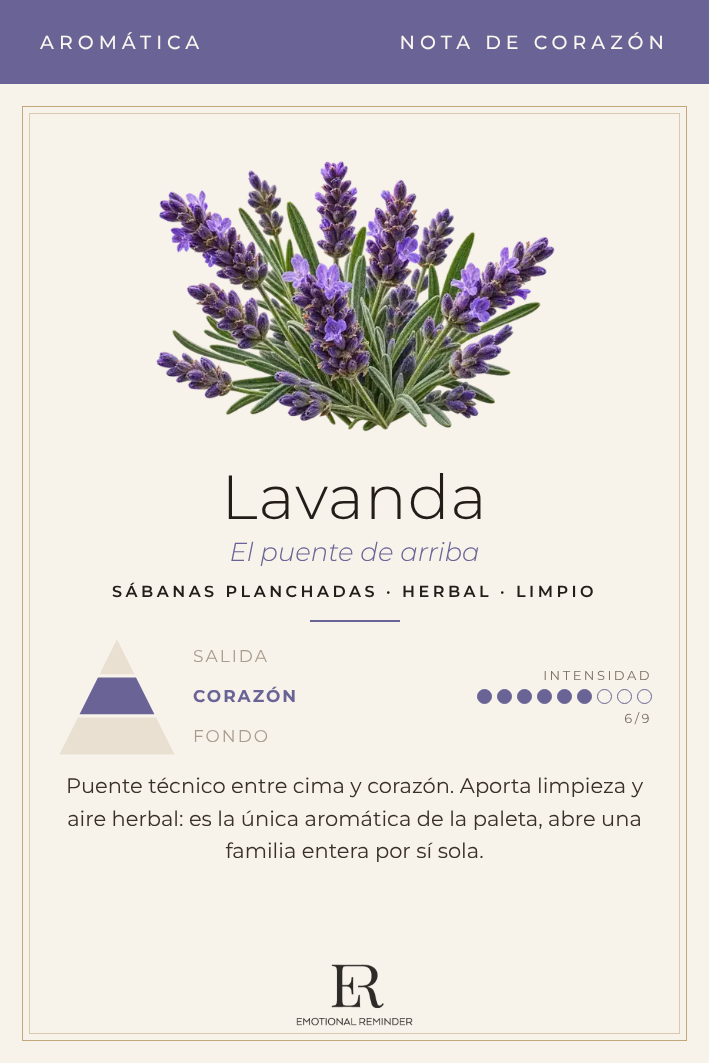 AROMÁTICA
NOTA DE CORAZÓN
Lavanda
El puente de arriba
SÁBANAS PLANCHADAS · HERBAL · LIMPIO
SALIDA
CORAZÓN
FONDO
INTENSIDAD
6/9
Puente técnico entre cima y corazón. Aporta limpieza y
aire herbal: es la única aromática de la paleta, abre una
familia entera por sí sola.
ER
EMOTIONAL REMINDER